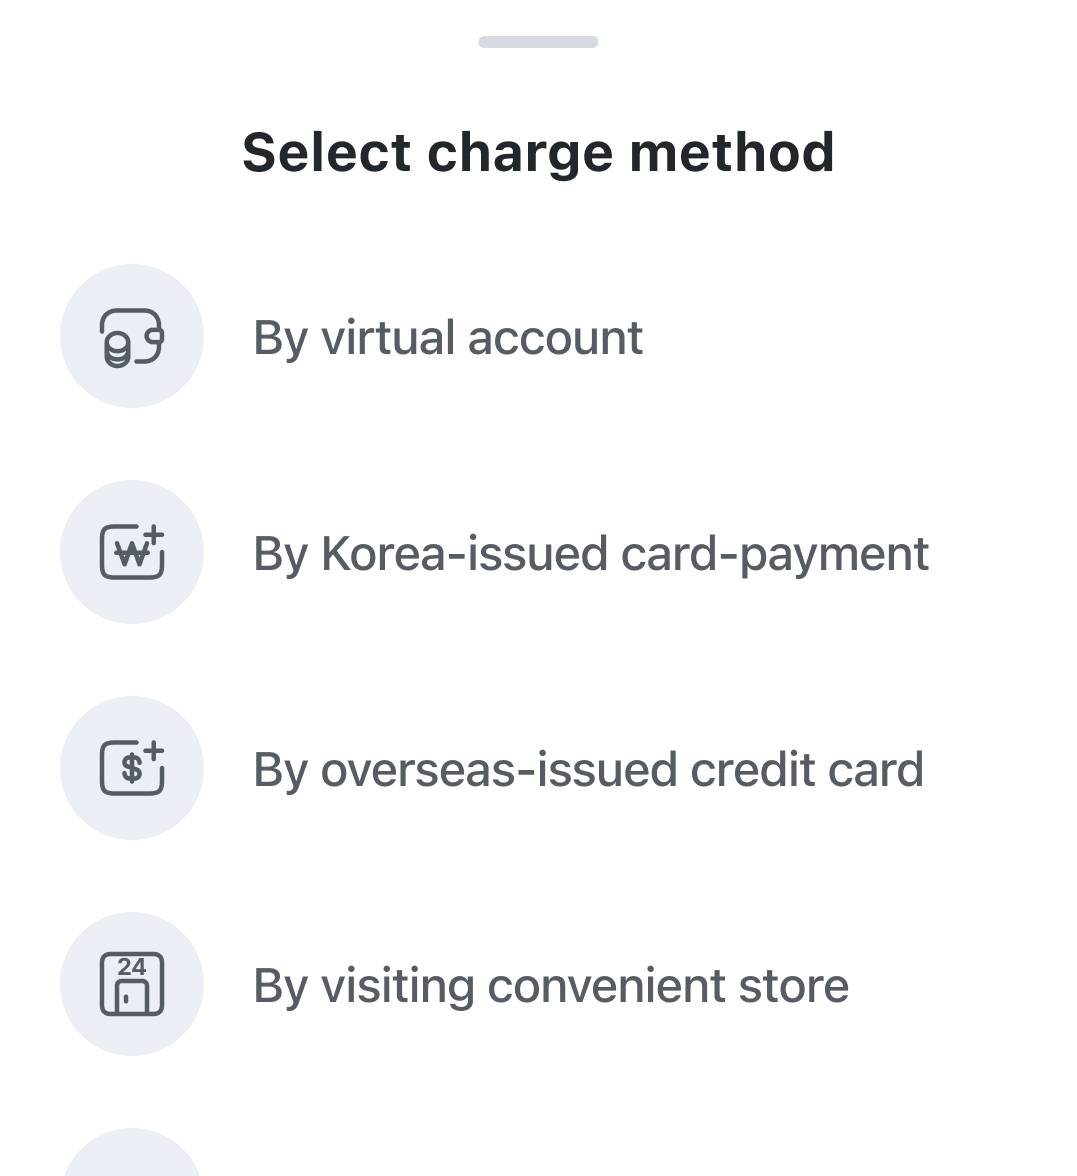 Select charge method
By virtual account
₩
By Korea-issued card-payment
$
By overseas-issued credit card
24
By visiting convenient store